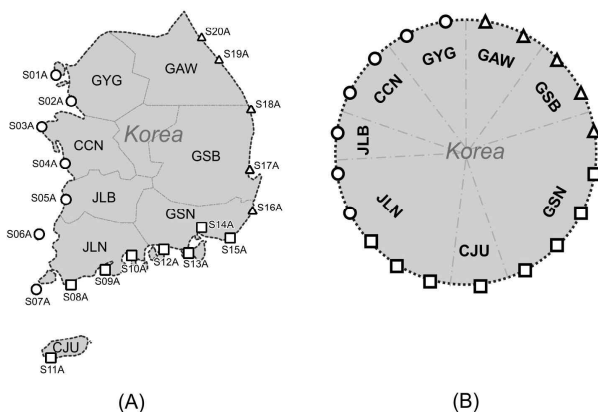 S20A
S19A
GYG
GAW
S01A
S02A
S18A
S03A
Korea
CCN
GSB
S04A
S17A
S05A
JLB
GSN
S14A
S16A
S06A
JLN
S15A
S10A
S12A
S13A
S09A
S08A
S07A
CJU
S11A
(A)
GYG
GAW
CCN
GSB
JLB
Korea
JLN
GSN
CJU
(B)